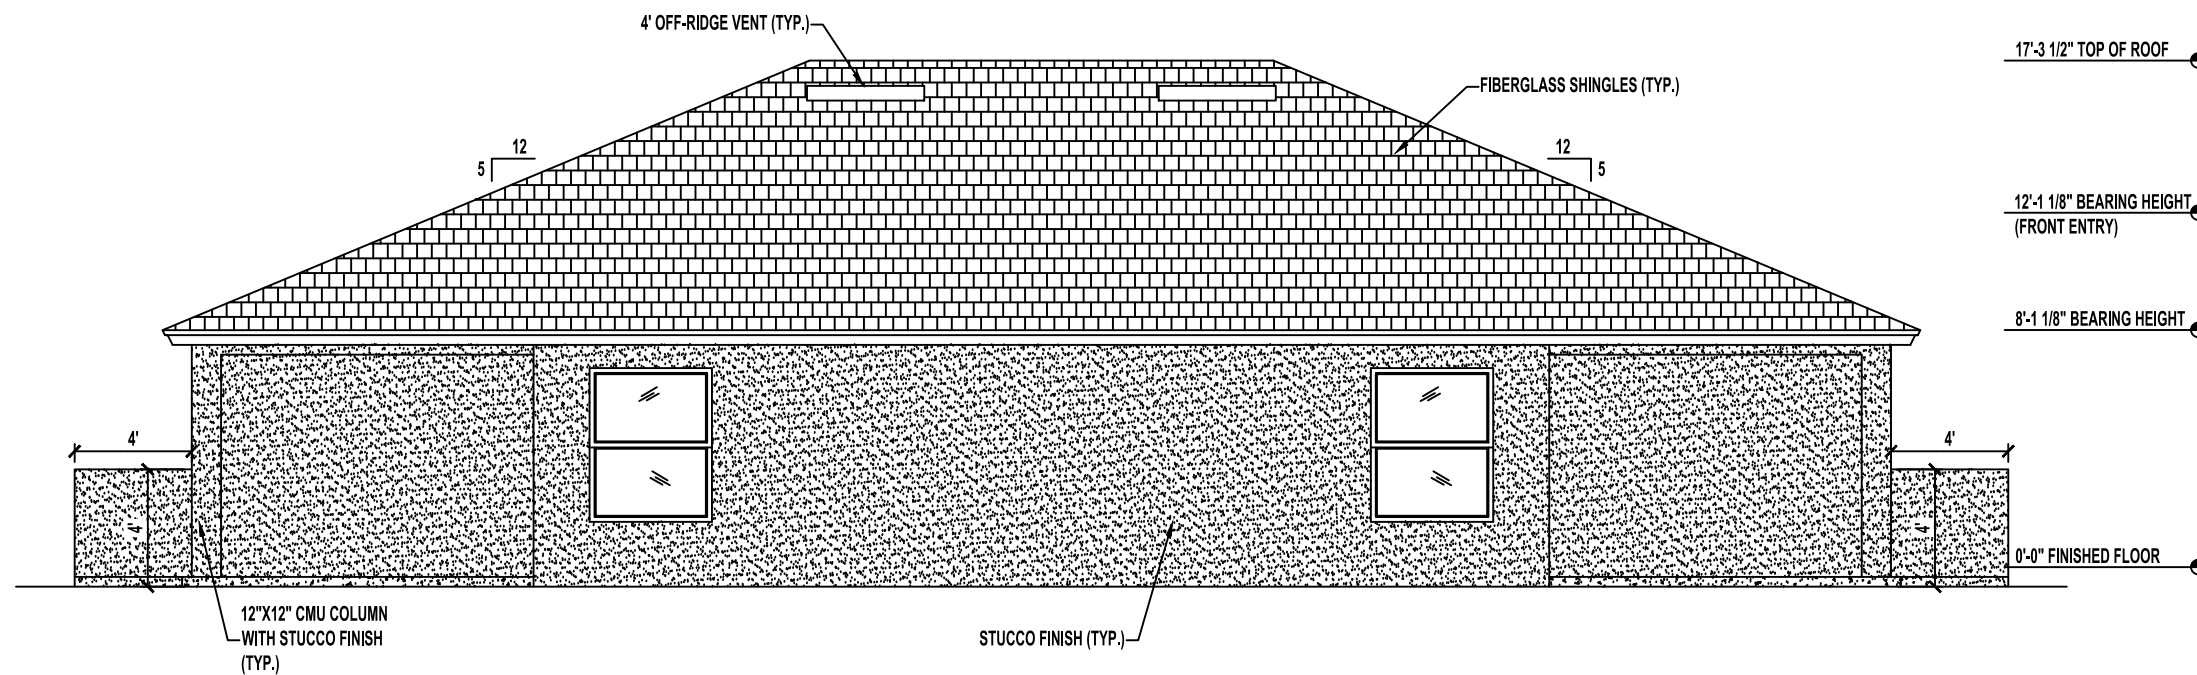 4' OFF-RIDGE VENT (TYP.)
17'-3 1/2" TOP OF ROOF
FIBERGLASS SHINGLES (TYP.)
12
5
12
5
12'-1 1/8" BEARING HEIGHT
(FRONT ENTRY)
8'-1 1/8" BEARING HEIGHT
4'
4'
4'
4'
0'-0" FINISHED FLOOR
12"X12" CMU COLUMN
WITH STUCCO FINISH
(TYP.)
STUCCO FINISH (TYP.)